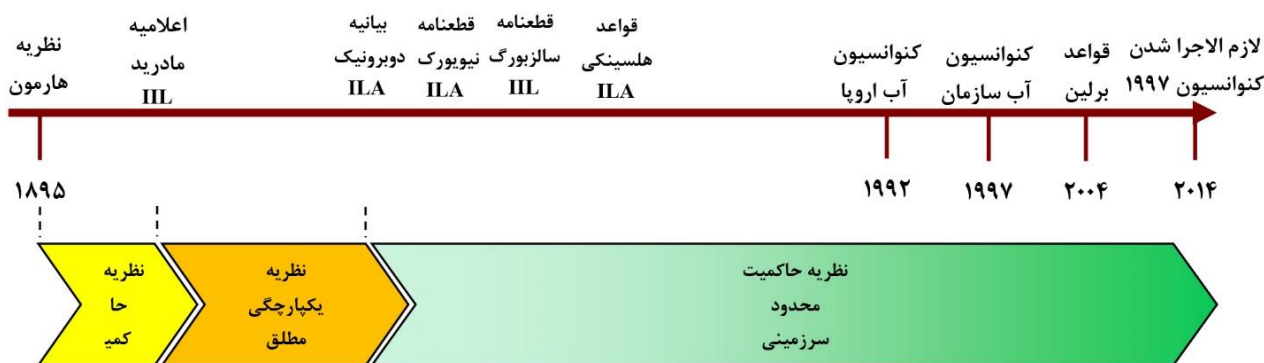 نظریه
هارمون
اعلامیه
مادرید
IIL
بیانیه
دوبرونیک
ILA
قطعنامه
نیویورک
ILA
قطعنامه
سالزبورگ
IIL
قواعد
هلسینکی
ILA
کنوانسیون
آب اروپا
کنوانسیون
آب سازمان
قواعد
برلین
لازم الاجرا شدن
کنوانسیون ۱۹۹۷
۱۸۹۵
۱۹۹۲
۱۹۹۷
۲۰۰۴
۲۰۱۴
نظریه
حا
کمیـ
نظریه
یکپارچگی
مطلق
نظریه حاکمیت
محدود
سرزمینی